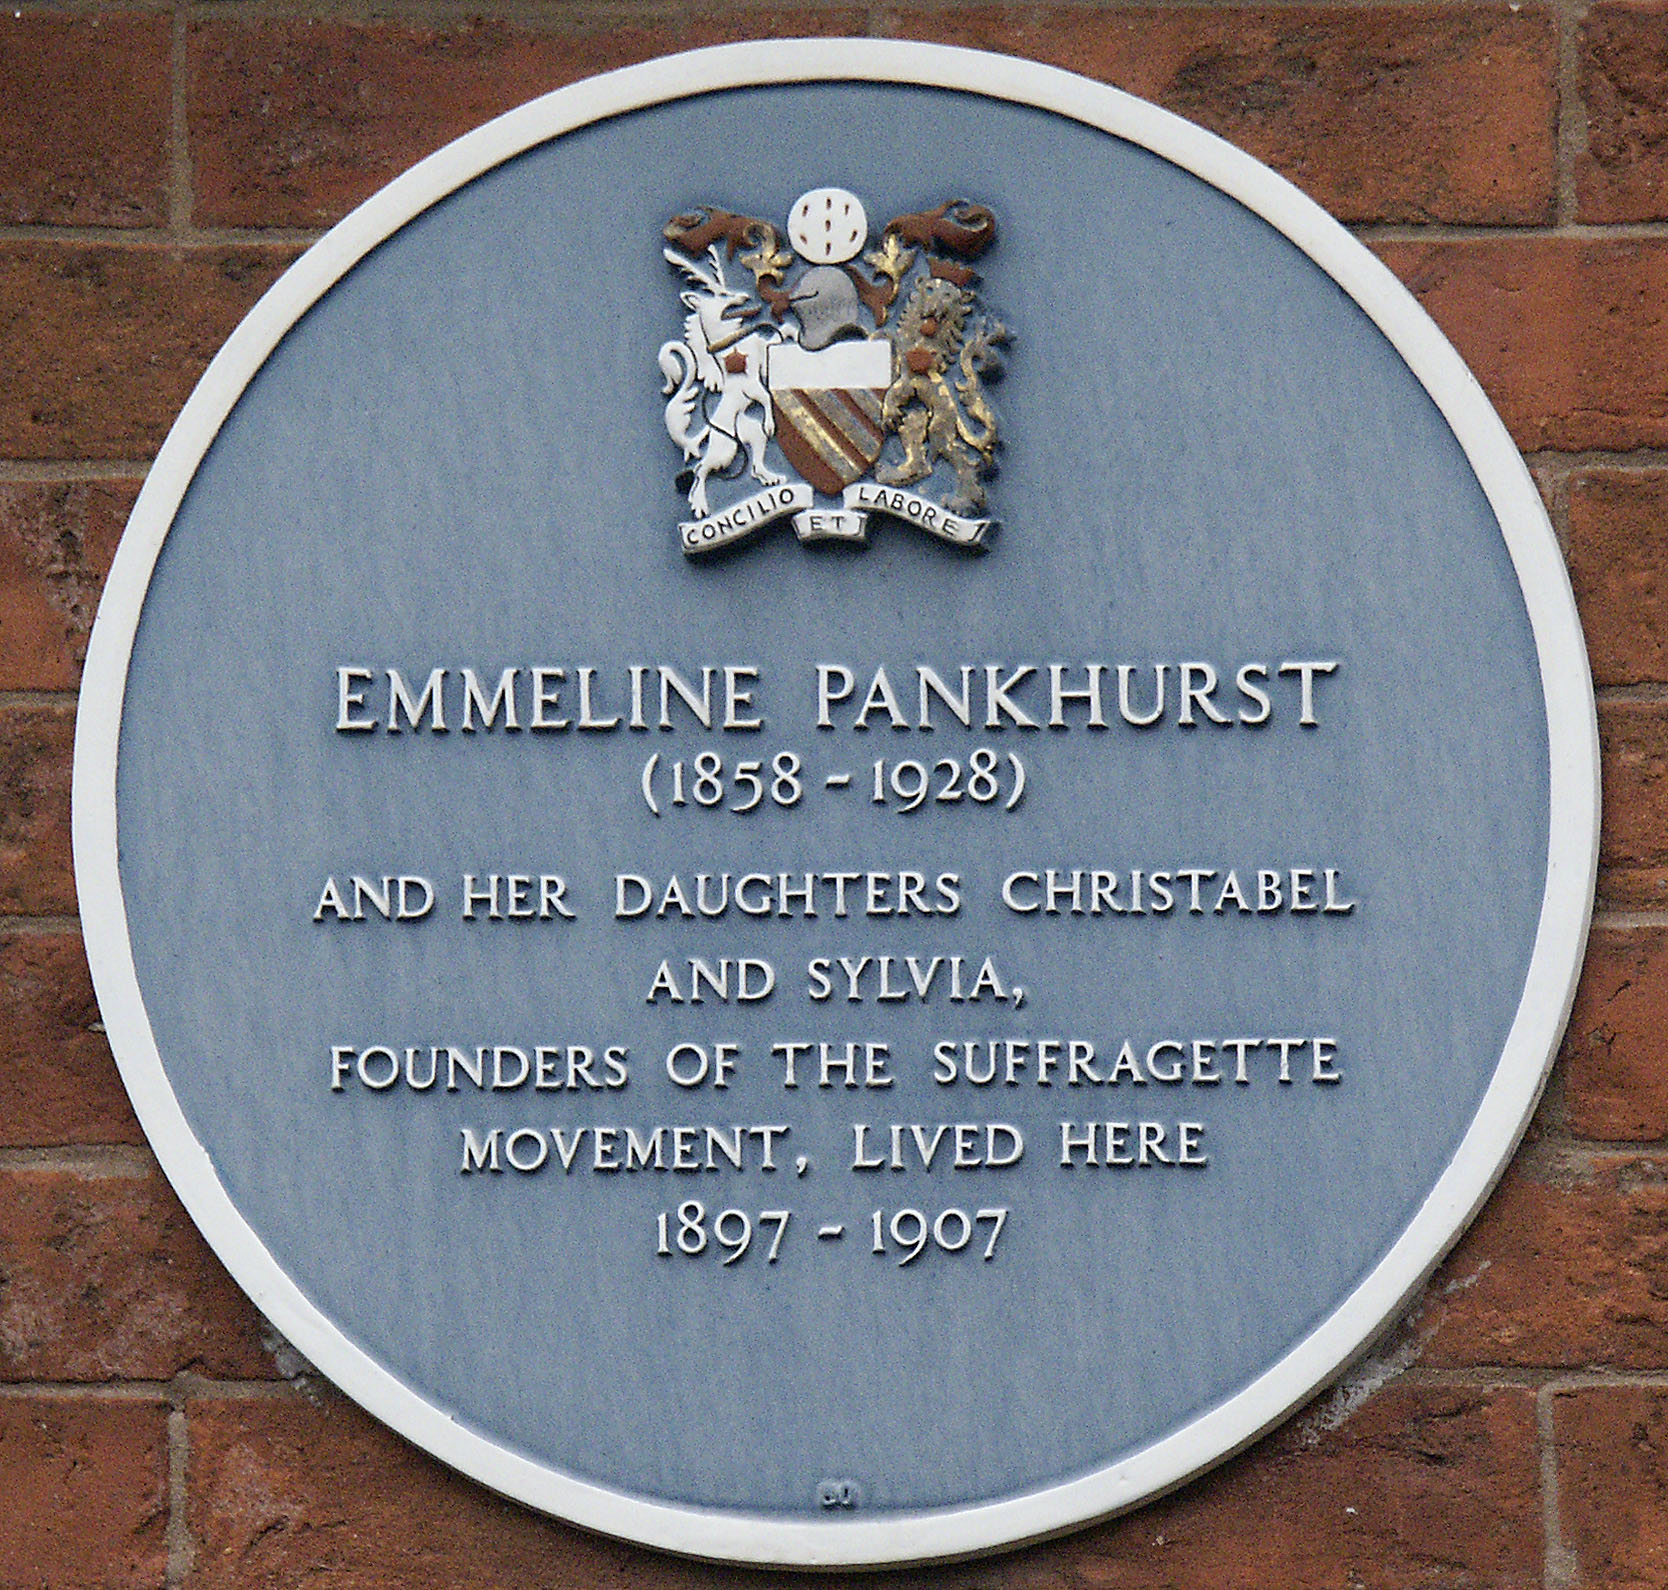 CONCILIO ET LABORE
EMMELINE PANKHURST
(1858 - 1928)
AND HER DAUGHTERS CHRISTABEL
AND SYLVIA,
FOUNDERS OF THE SUFFRAGETTE
MOVEMENT, LIVED HERE
1897 - 1907